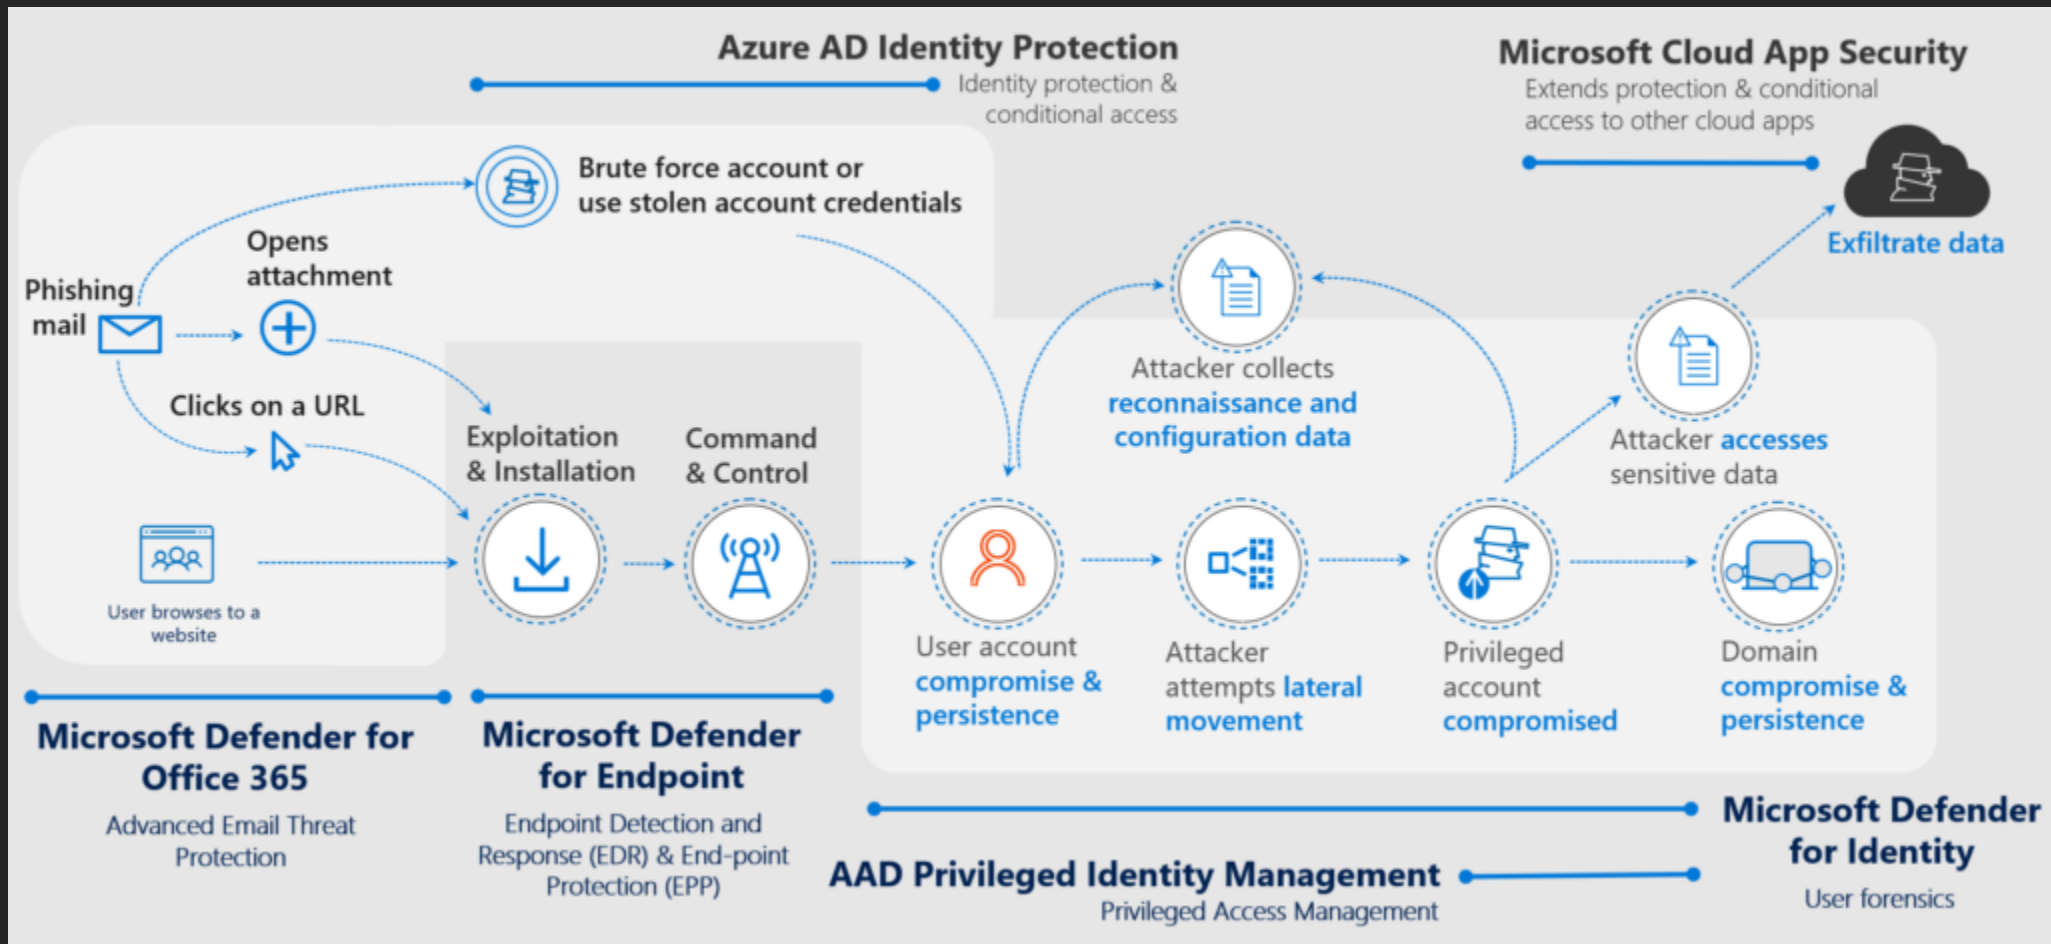 Azure AD Identity Protection
Identity protection &
conditional access
Microsoft Cloud App Security
Extends protection & conditional
access to other cloud apps
Exfiltrate data
Brute force account or
use stolen account credentials
Opens
attachment
Phishing
mail
Clicks on a URL
User browses to a
website
Exploitation
& Installation
Command
& Control
Attacker collects
reconnaissance and
configuration data
Attacker accesses
sensitive data
User account
compromise &
persistence
Attacker
attempts lateral
movement
Privileged
account
compromised
Domain
compromise &
persistence
Microsoft Defender for
Office 365
Advanced Email Threat
Protection
Microsoft Defender
for Endpoint
Endpoint Detection and
Response (EDR) & End-point
Protection (EPP)
AAD Privileged Identity Management
Privileged Access Management
Microsoft Defender
for Identity
User forensics